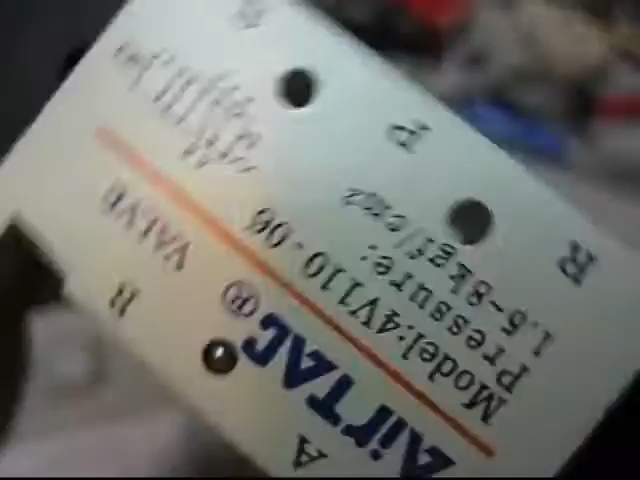 A
B
AirTAC®
VALVE
Model:4V110-06
Pressure:
1.5~8kgf/cm2
R
P
S